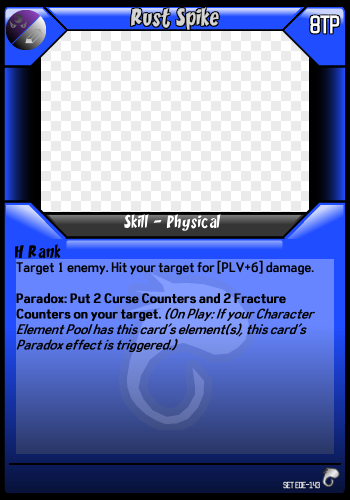 Rust Spike
8TP
Skill - Physical
H Rank
Target 1 enemy. Hit your target for [PLV+6] damage.
Paradox: Put 2 Curse Counters and 2 Fracture
Counters on your target. (On Play: If your Character
Element Pool has this card's element(s), this card's
Paradox effect is triggered.)
SET EDE-143